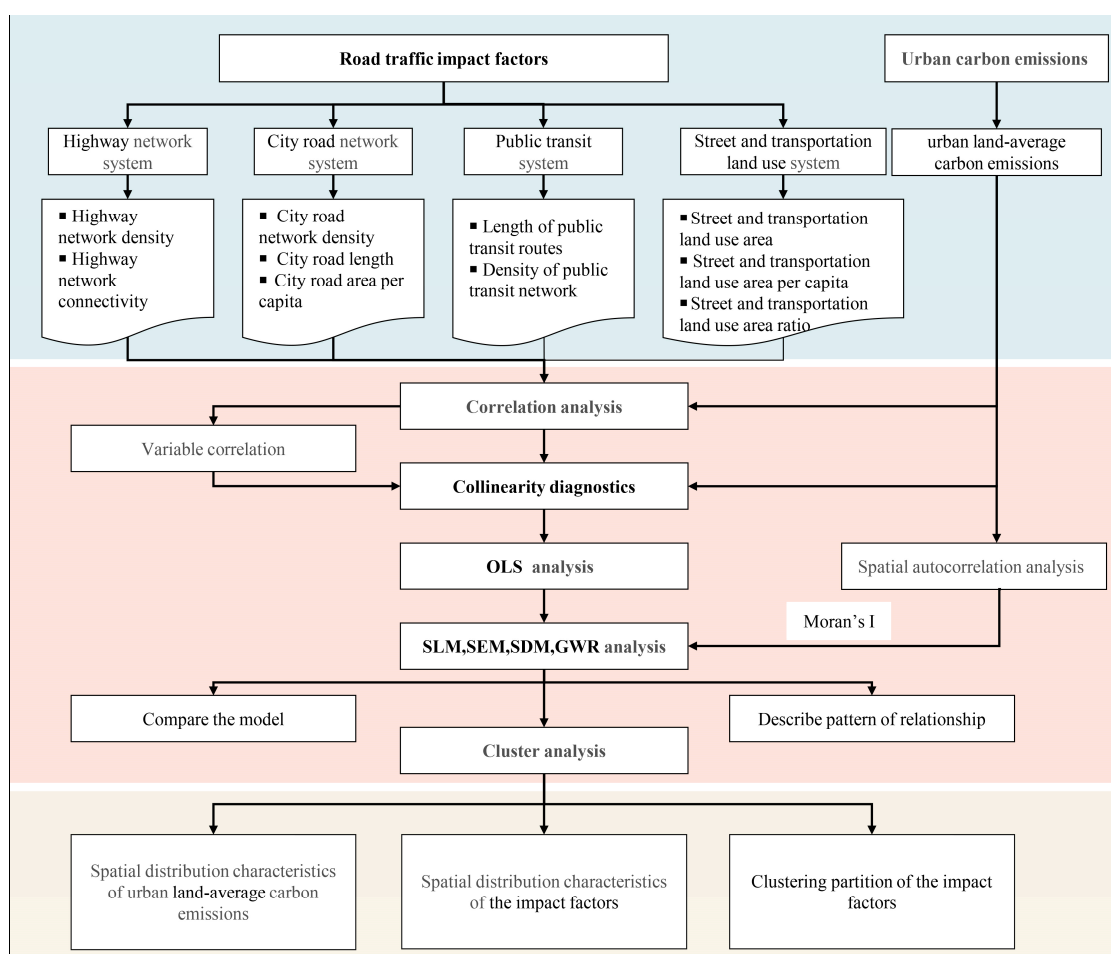 Road traffic impact factors
Urban carbon emissions
Highway network
system
City road network
system
Public transit
system
Street and transportation
land use system
urban land-average
carbon emissions
▪ Highway
network density
▪ Highway
network
connectivity
▪ City road
network density
▪ City road length
▪ City road area per
capita
▪ Length of public
transit routes
▪ Density of public
transit network
▪ Street and transportation
land use area
▪ Street and transportation
land use area per capita
▪ Street and transportation
land use area ratio
Correlation analysis
Variable correlation
Collinearity diagnostics
OLS analysis
Spatial autocorrelation analysis
Moran's I
SLM,SEM,SDM,GWR analysis
Compare the model
Describe pattern of relationship
Cluster analysis
Spatial distribution characteristics
of urban land-average carbon
emissions
Spatial distribution characteristics
of the impact factors
Clustering partition of the impact
factors